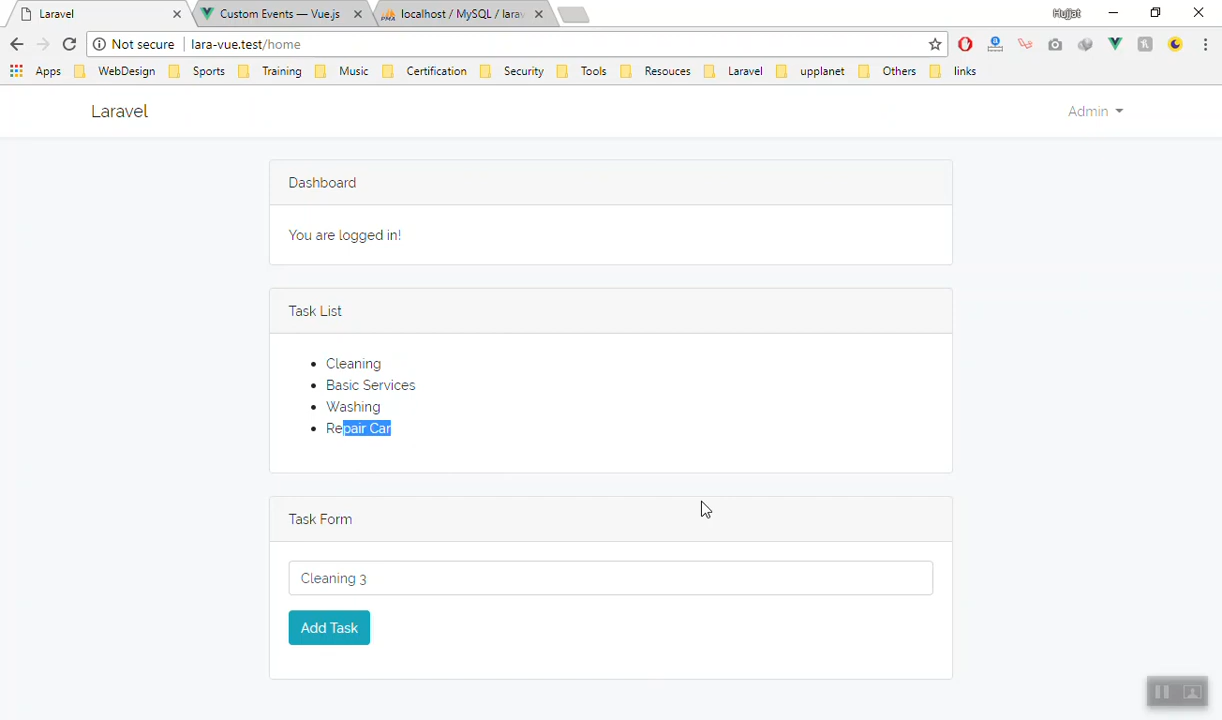 Laravel
Custom Events — Vue.js
localhost / MySQL / larav
Hujjat
Not secure
lara-vue.test/home
Apps
WebDesign
Sports
Training
Music
Certification
Security
Tools
Resouces
Laravel
upplanet
Others
links
Laravel
Admin
Dashboard
You are logged in!
Task List
Cleaning
Basic Services
Washing
Repair Car
Task Form
Cleaning 3
Add Task